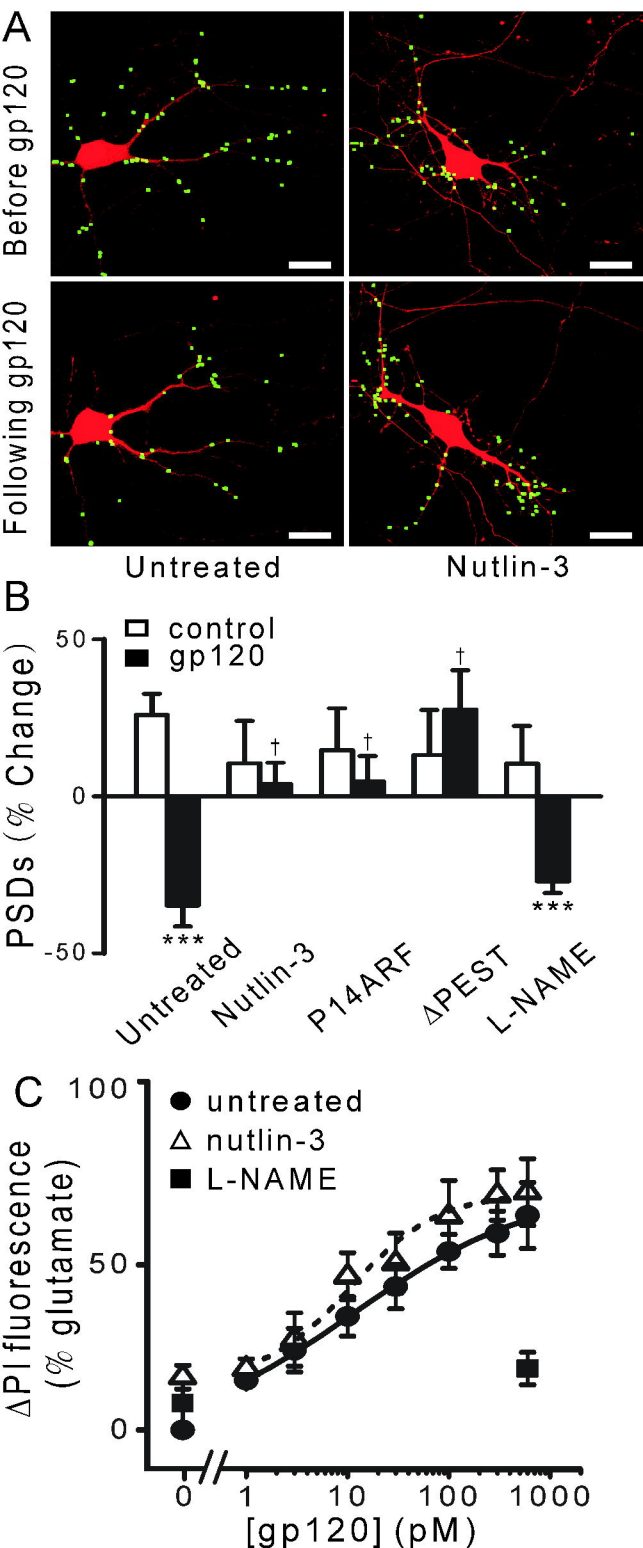 A
Before gp120
Following gp120
Untreated
Nutlin-3
B
control
gp120
PSDs (% Change)
50
0
-50
†
†
†
***
***
Untreated
Nutlin-3
P14ARF
ΔPEST
L-NAME
C
untreated
nutlin-3
L-NAME
ΔPI fluorescence
(% glutamate)
100
50
0
0
1
10
100
1000
[gp120] (pM)